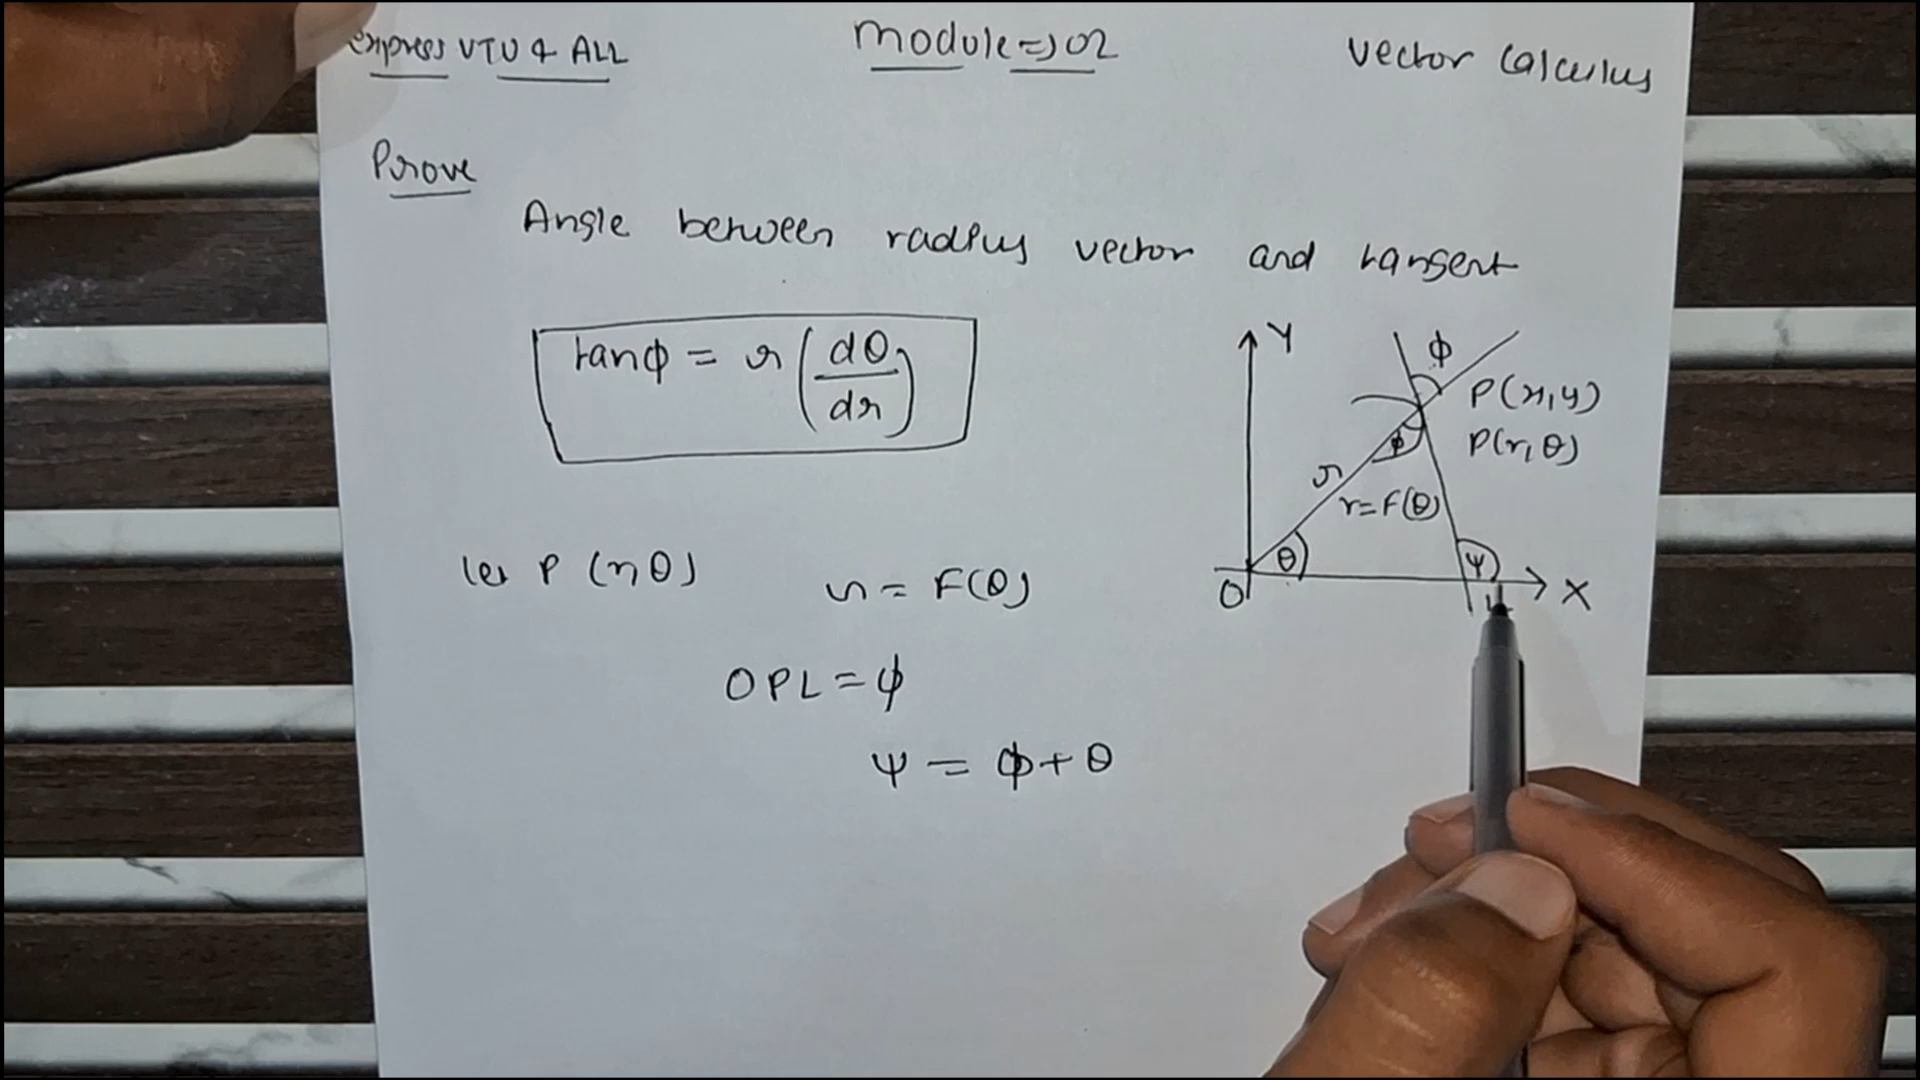 express VTU & ALL
module => 02
vector calculus
Prove
Angle between radius vector and tangent
tanϕ = r (dθ/dr)
Y
ϕ
P(x,y)
P(r,θ)
ϕ
r
r=F(θ)
θ
ψ
O
L
X
let P (r,θ)
r = F(θ)
OPL = ϕ
ψ = ϕ+θ